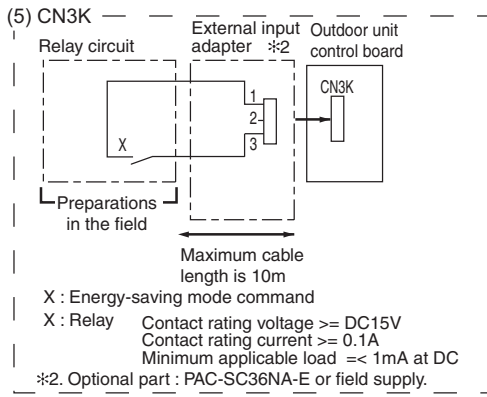 (5) CN3K
Relay circuit
External input
adapter ✻2
Outdoor unit
control board
CN3K
1
2
3
X
Preparations
in the field
Maximum cable
length is 10m
X : Energy-saving mode command
X : Relay
Contact rating voltage >= DC15V
Contact rating current >= 0.1A
Minimum applicable load =< 1mA at DC
✻2. Optional part : PAC-SC36NA-E or field supply.